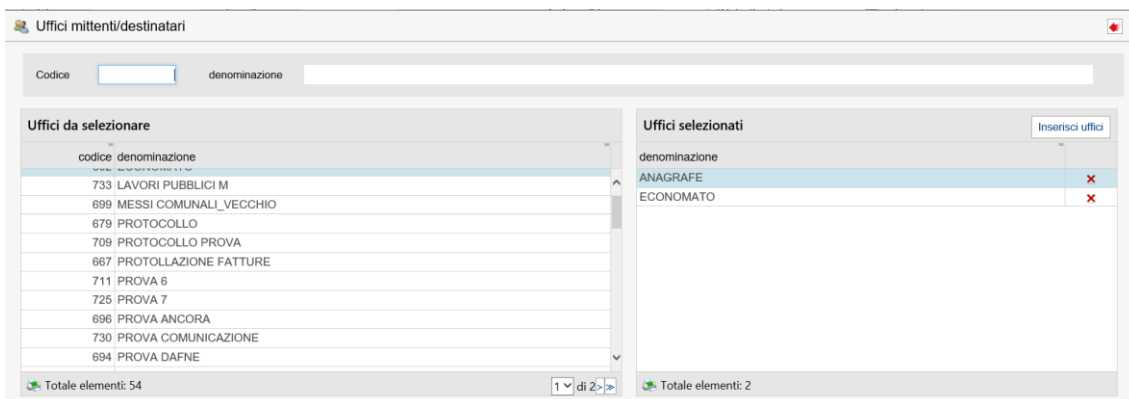 Uffici mittenti/destinatari
Codice denominazione
Uffici da selezionare
codice denominazione
733 LAVORI PUBBLICI M
699 MESSI COMUNALI_VECCHIO
679 PROTOCOLLO
709 PROTOCOLLO PROVA
667 PROTOLLAZIONE FATTURE
711 PROVA 6
725 PROVA 7
696 PROVA ANCORA
730 PROVA COMUNICAZIONE
694 PROVA DAFNE
Totale elementi: 54 1 di 2 > ≫
Uffici selezionati Inserisci uffici
denominazione
ANAGRAFE
ECONOMATO
Totale elementi: 2